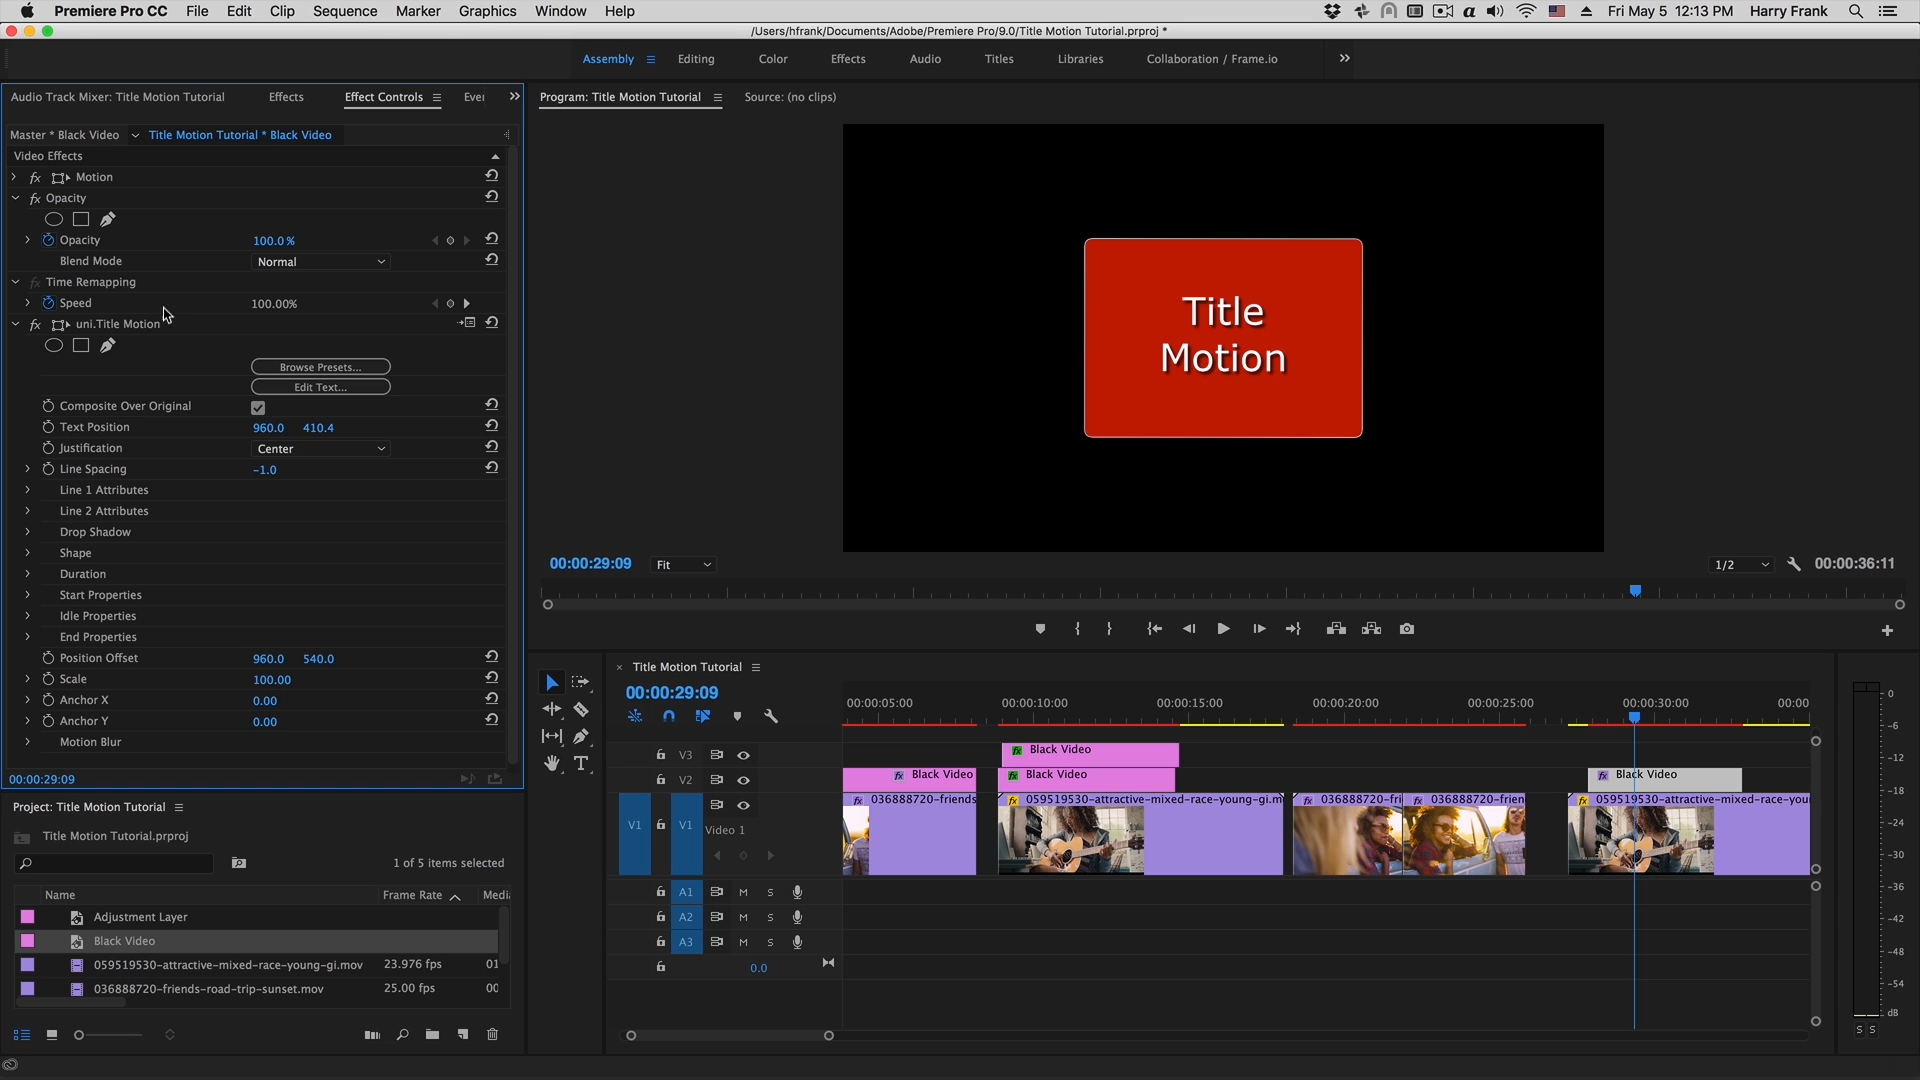 Premiere Pro CC File Edit Clip Sequence Marker Graphics Window Help Fri May 5 12:13 PM Harry Frank
/Users/hfrank/Documents/Adobe/Premiere Pro/9.0/Title Motion Tutorial.prproj *
Assembly Editing Color Effects Audio Titles Libraries Collaboration / Frame.io
Audio Track Mixer: Title Motion Tutorial Effects Effect Controls
Program: Title Motion Tutorial Source: (no clips)
Master * Black Video Title Motion Tutorial * Black Video
Video Effects
fx Motion
fx Opacity
Opacity 100.0 %
Blend Mode Normal
fx Time Remapping
Speed 100.00%
fx uni.Title Motion
Browse Presets...
Edit Text...
Composite Over Original
Text Position 960.0 410.4
Justification Center
Line Spacing -1.0
Line 1 Attributes
Line 2 Attributes
Drop Shadow
Shape
Duration
Start Properties
Idle Properties
End Properties
Position Offset 960.0 540.0
Scale 100.00
Anchor X 0.00
Anchor Y 0.00
Motion Blur
00:00:29:09
Title
Motion
00:00:29:09 Fit 1/2 00:00:36:11
Project: Title Motion Tutorial
Title Motion Tutorial.prproj
1 of 5 items selected
Name Frame Rate
Adjustment Layer
Black Video
059519530-attractive-mixed-race-young-gi.mov 23.976 fps 01
036888720-friends-road-trip-sunset.mov 25.00 fps
Title Motion Tutorial
00:00:29:09
00:00:05:00 00:00:10:00 00:00:15:00 00:00:20:00 00:00:25:00 00:00:30:00 00:00
V3 fx Black Video
V2 fx Black Video fx Black Video fx Black Video
V1 V1 Video 1
fx 036888720-friends fx 059519530-attractive-mixed-race-young-gi.m fx 036888720-fri fx 036888720-frien fx 059519530-attractive-mixed-race-you
A1 M S
A2 M S
A3 M S
0.0
0
-6
-12
-18
-24
-30
-36
-42
-48
-54
dB
S S